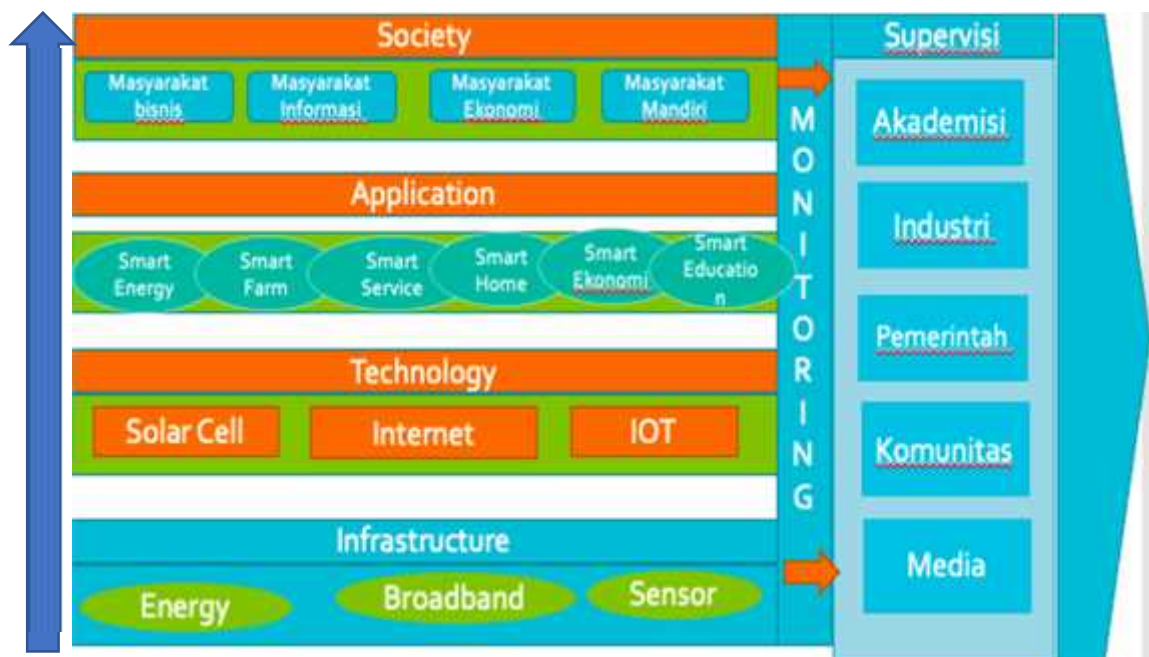 Society
Masyarakat
bisnis
Masyarakat
Informasi
Masyarakat
Ekonomi
Masyarakat
Mandiri
Application
Smart
Energy
Smart
Farm
Smart
Service
Smart
Home
Smart
Ekonomi
Smart
Educatio
n
Technology
Solar Cell
Internet
IOT
Infrastructure
Energy
Broadband
Sensor
M
O
N
I
T
O
R
I
N
G
Supervisi
Akademisi
Industri
Pemerintah
Komunitas
Media